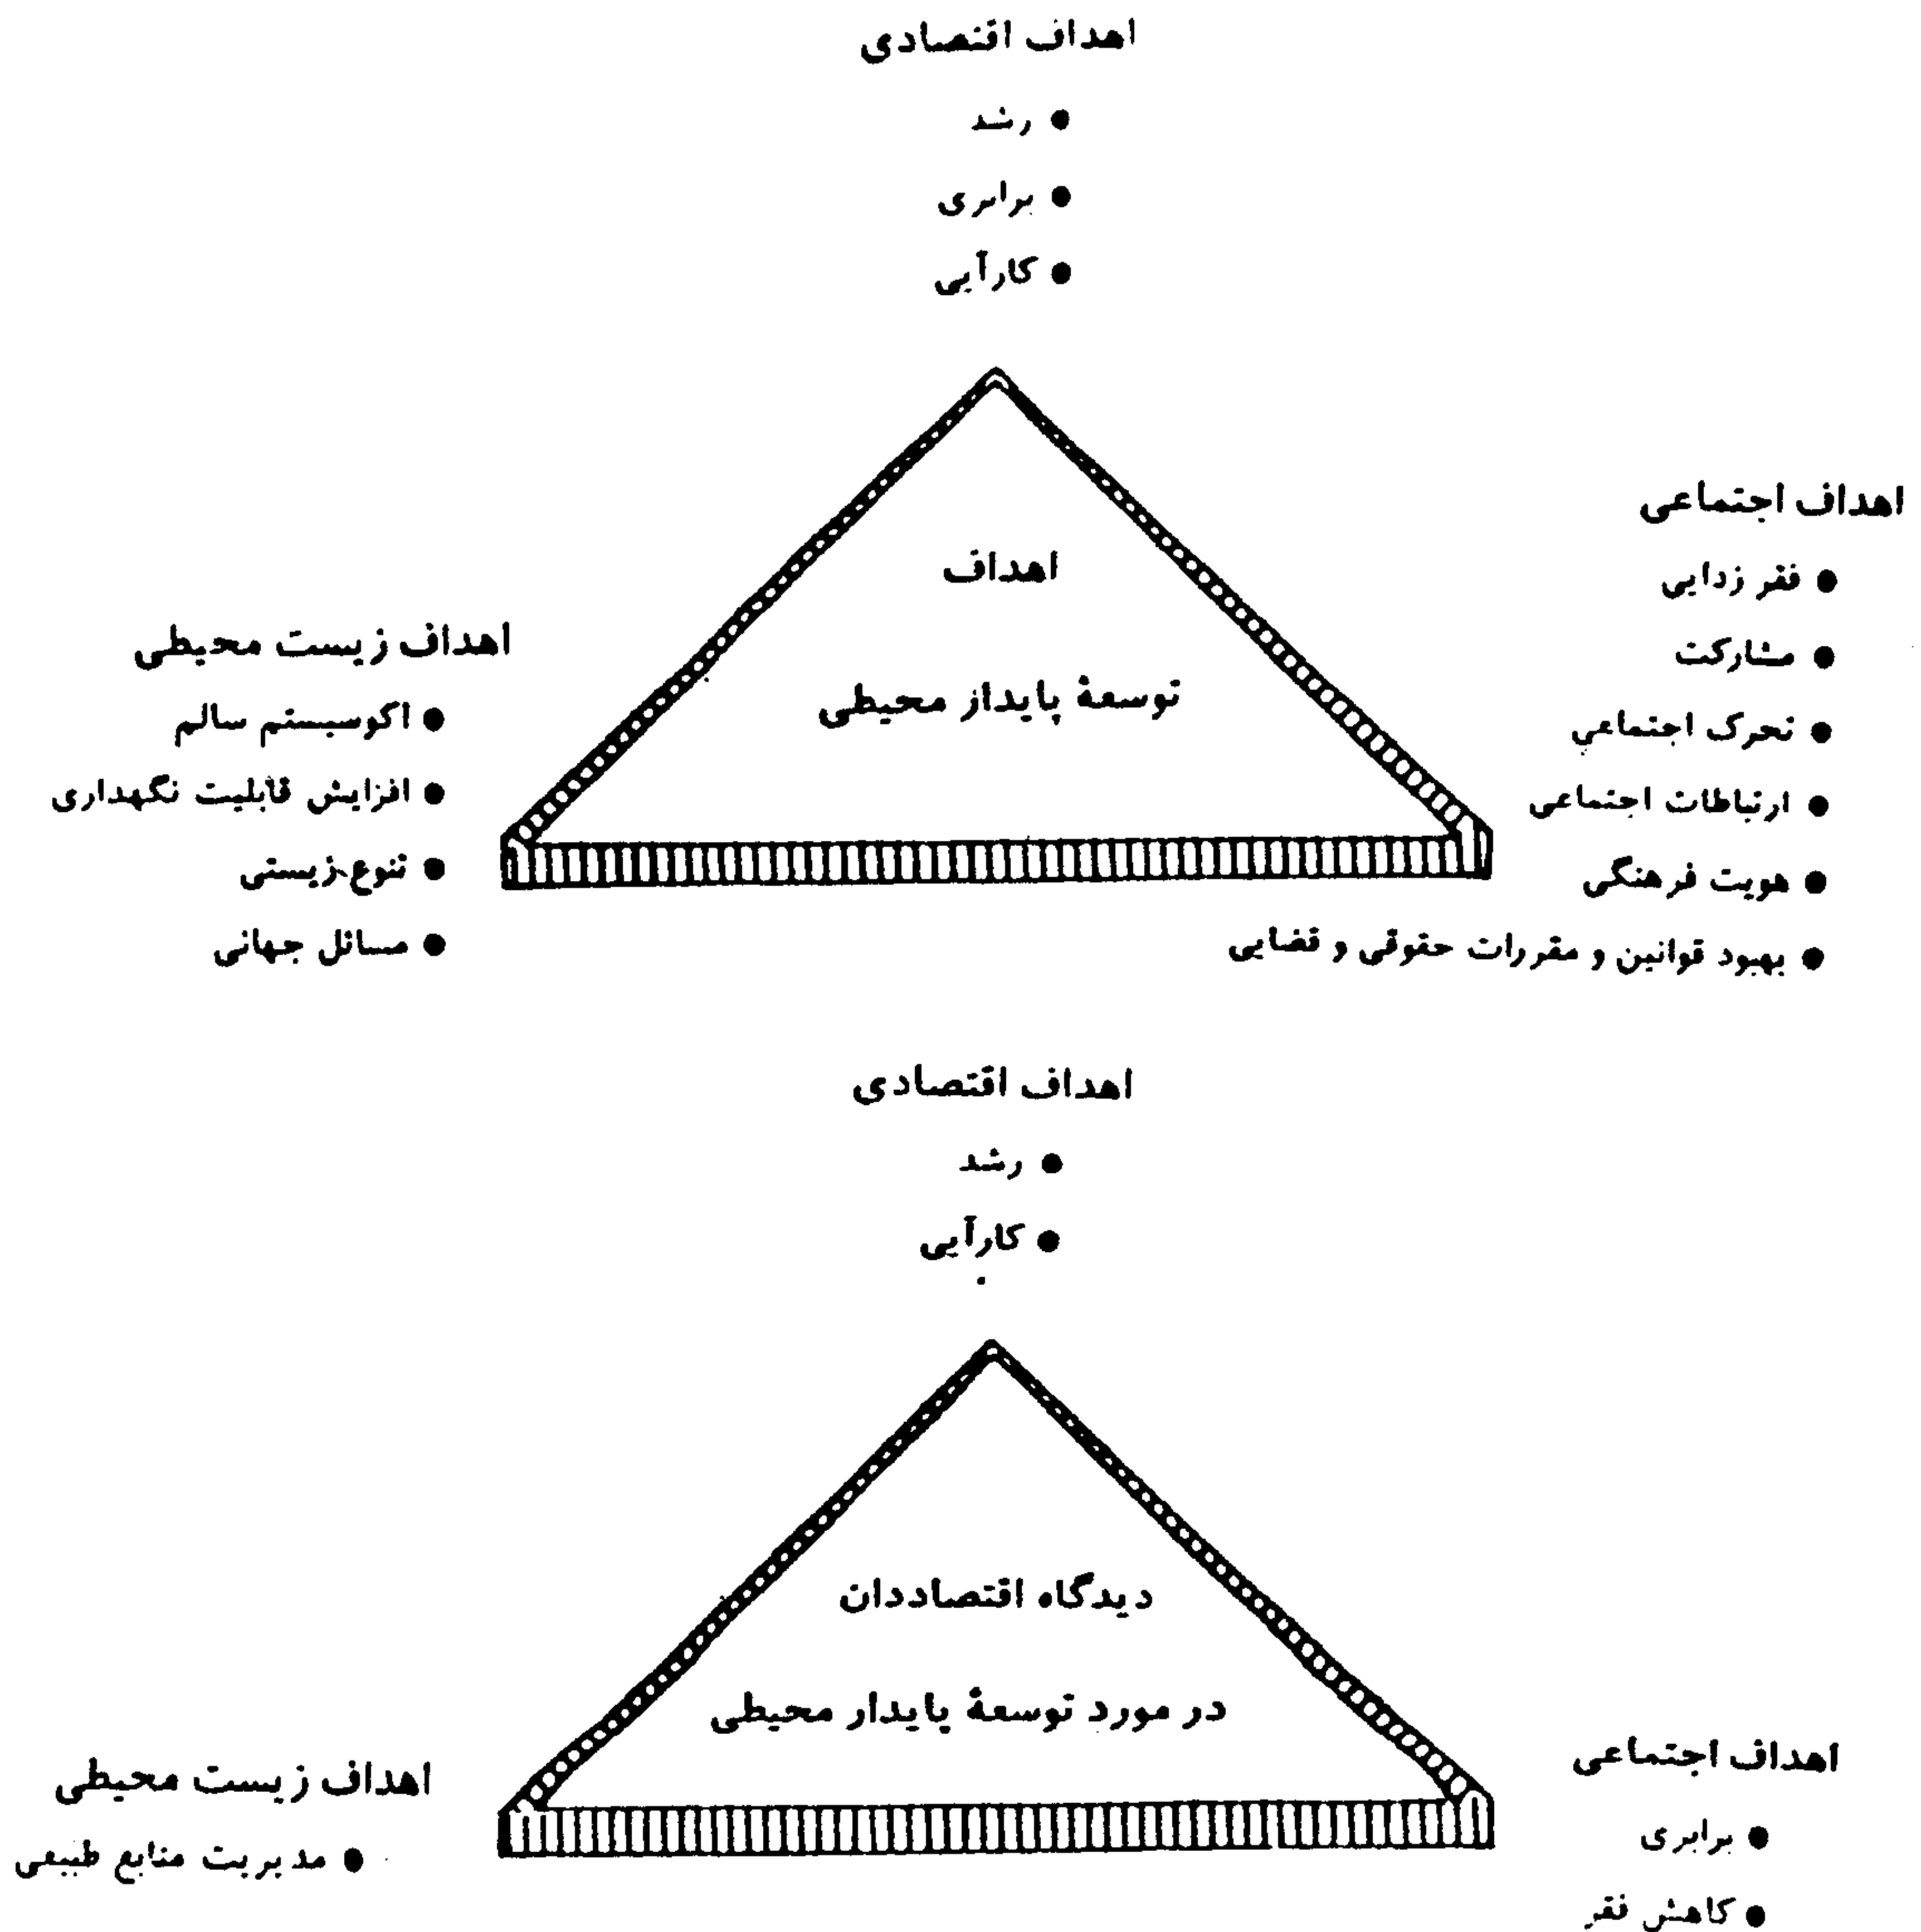 اهداف اقتصادی
● رشد
● برابری
● کارآیی
اهداف
توسعهٔ پایدار محیطی
اهداف اجتماعی
● فقر زدایی
● مشارکت
● تحرک اجتماعی
● ارتباطات اجتماعی
● هویت فرهنگی
● بهبود قوانین و مقررات حقوقی و قضایی
اهداف زیست محیطی
● اکوسیستم سالم
● افزایش قابلیت نگهداری
● تنوع زیستی
● مسائل جهانی
اهداف اقتصادی
● رشد
● کارآیی
دیدگاه اقتصاددان
در مورد توسعهٔ پایدار محیطی
اهداف اجتماعی
● برابری
● کاهش فقر
اهداف زیست محیطی
● مدیریت منابع طبیعی